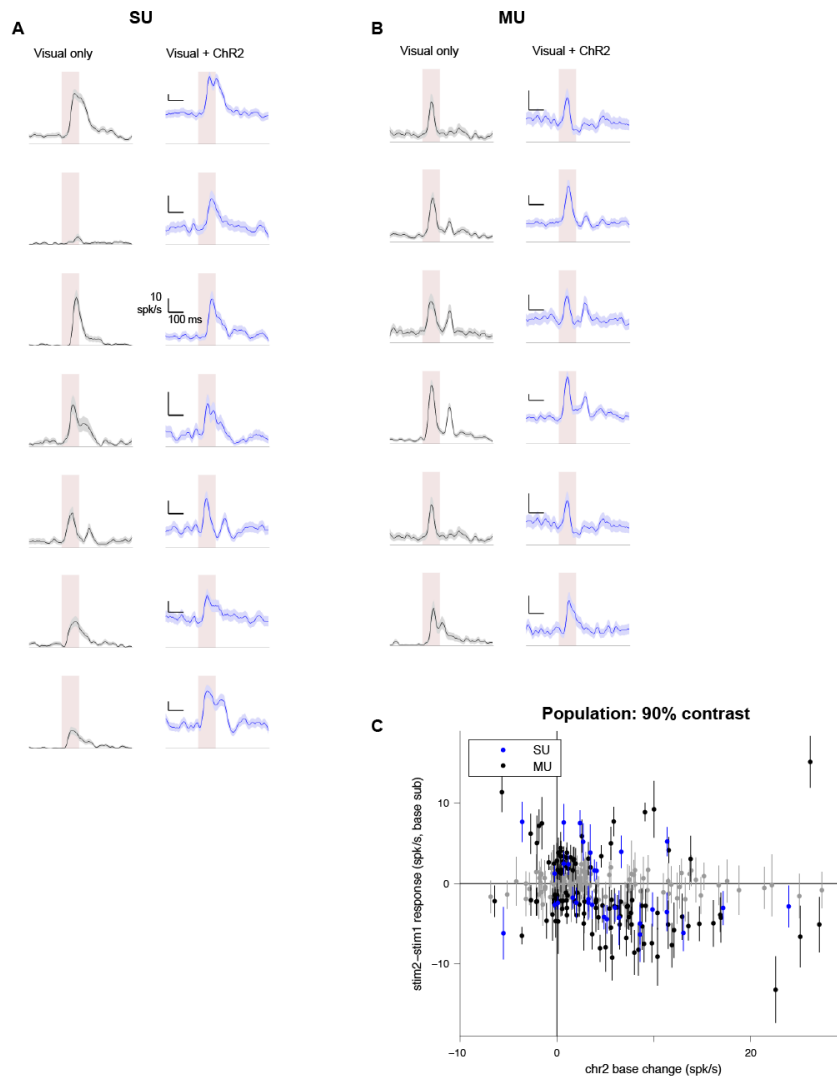 SU
MU
A
B
Visual only
Visual + ChR2
Visual only
Visual + ChR2
10
spk/s
100 ms
C
Population: 90% contrast
SU
MU
stim2−stim1 response (spk/s, base sub)
10
0
−10
−10
0
20
chr2 base change (spk/s)